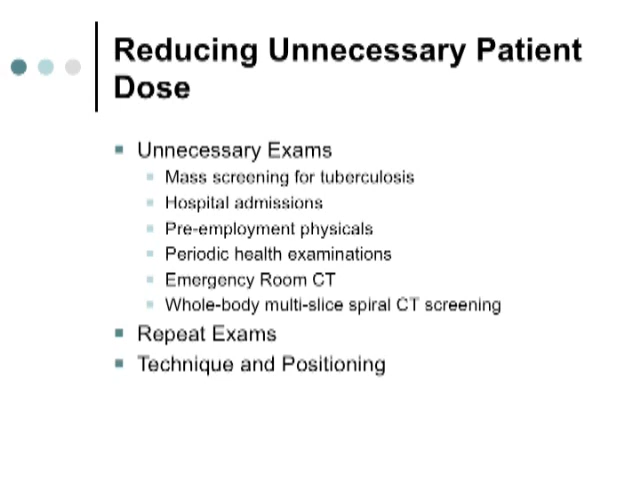 Reducing Unnecessary Patient
Dose
Unnecessary Exams
Mass screening for tuberculosis
Hospital admissions
Pre-employment physicals
Periodic health examinations
Emergency Room CT
Whole-body multi-slice spiral CT screening
Repeat Exams
Technique and Positioning